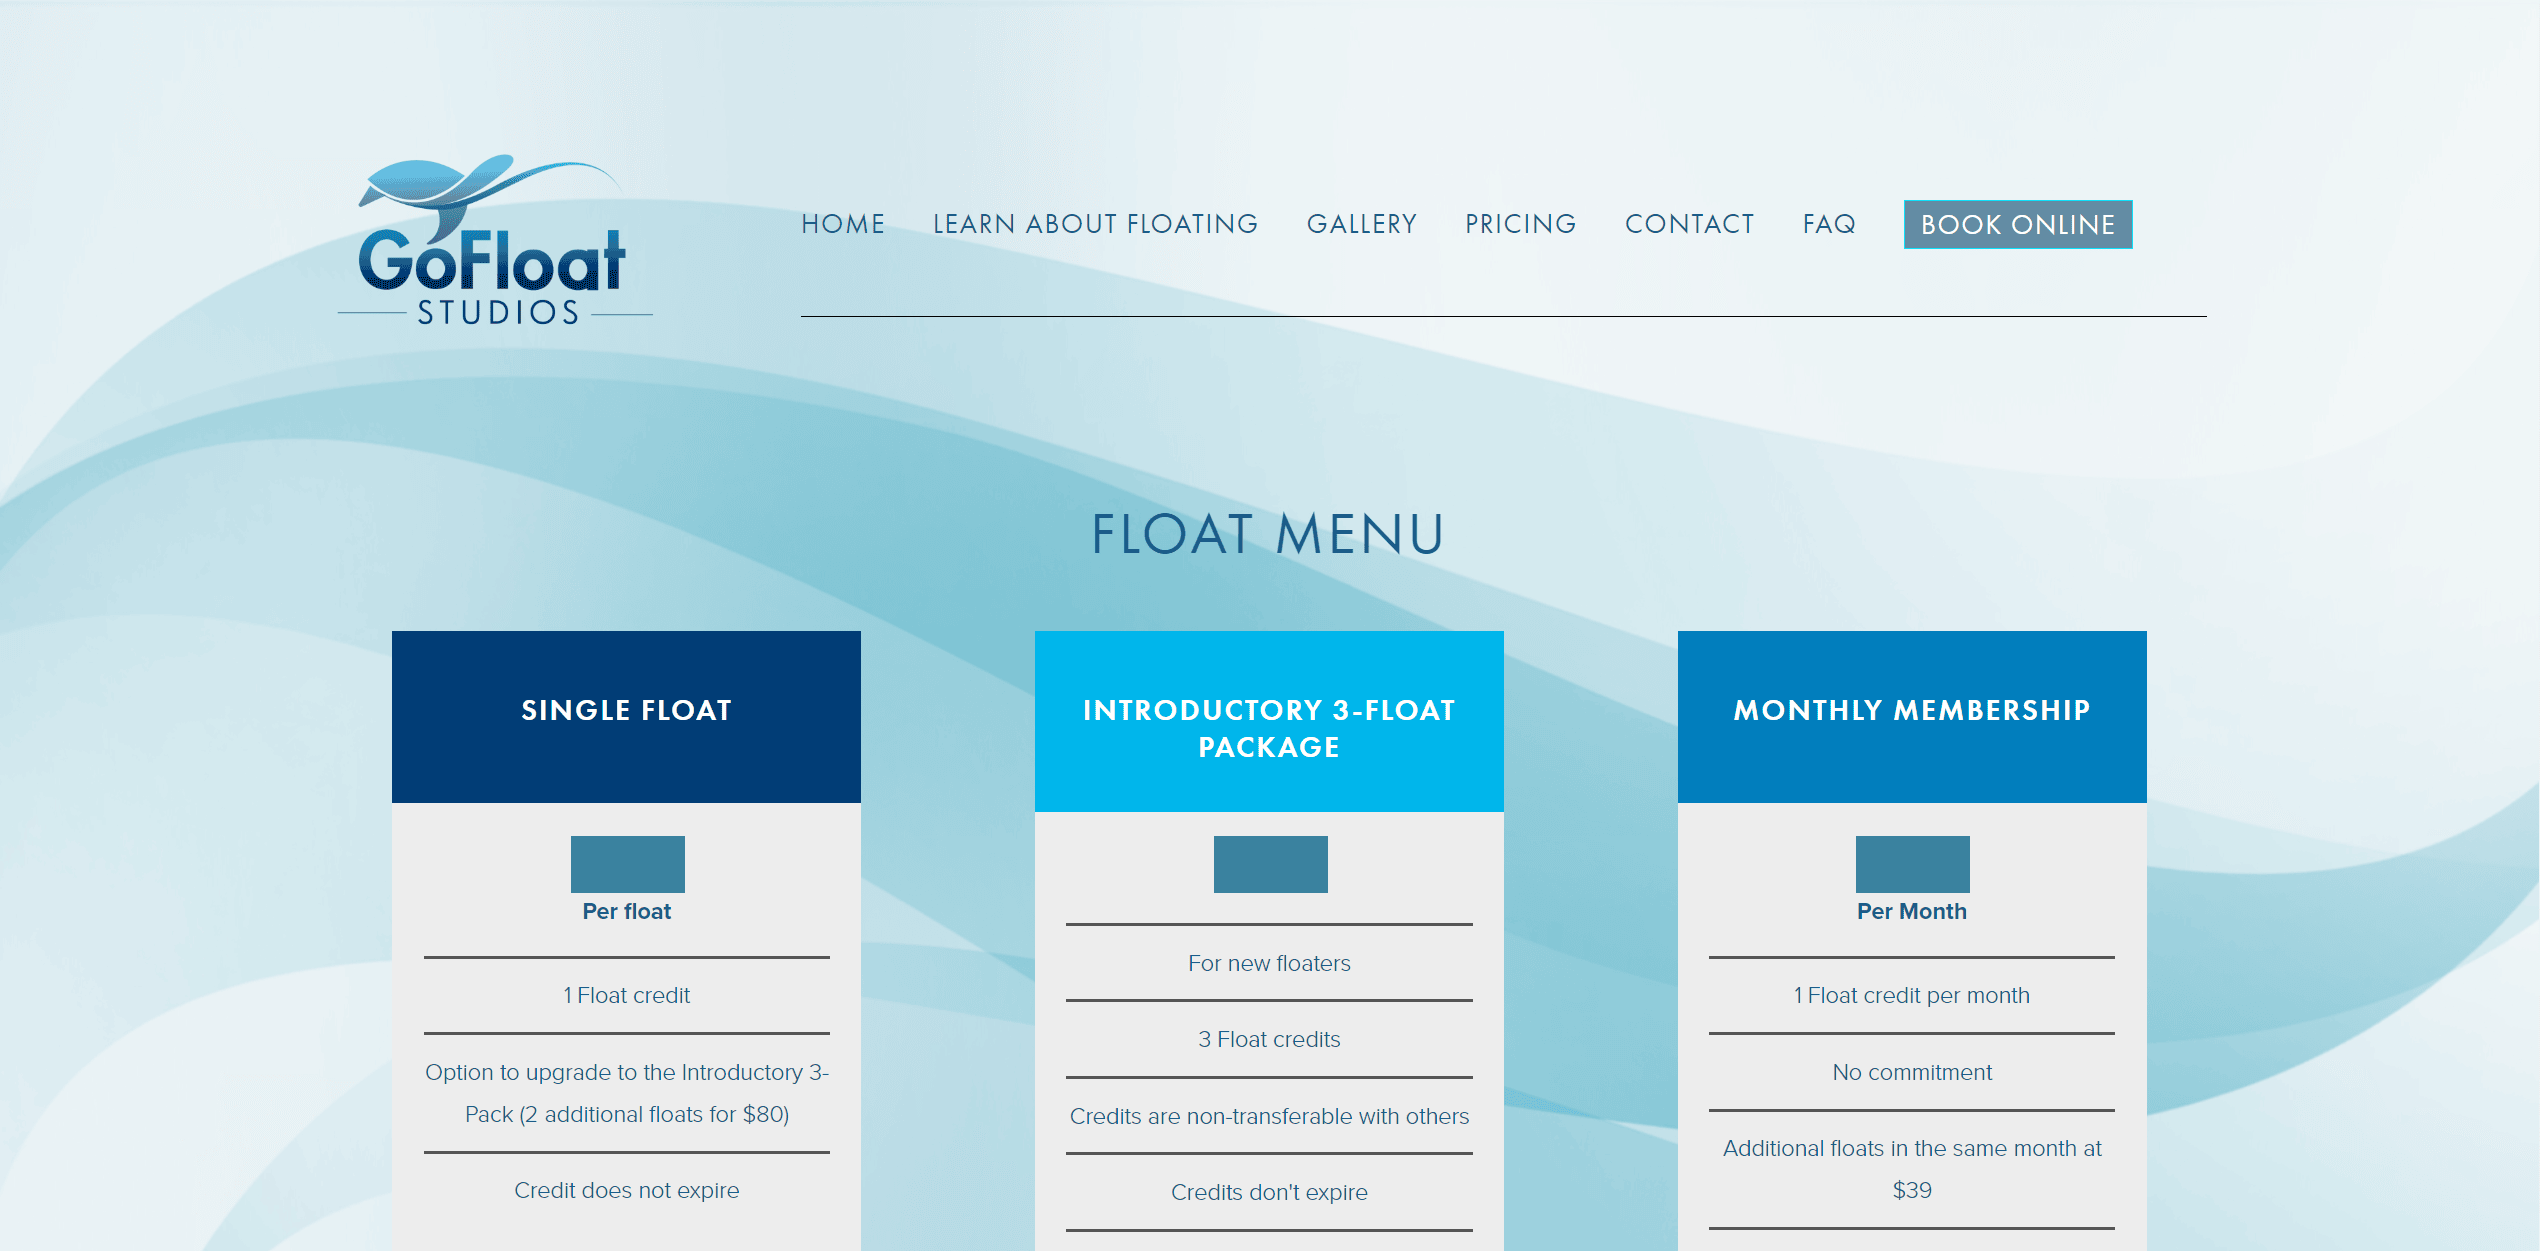 GoFloat
STUDIOS
HOME LEARN ABOUT FLOATING GALLERY PRICING CONTACT FAQ BOOK ONLINE
FLOAT MENU
SINGLE FLOAT
Per float
1 Float credit
Option to upgrade to the Introductory 3-
Pack (2 additional floats for $80)
Credit does not expire
INTRODUCTORY 3-FLOAT
PACKAGE
For new floaters
3 Float credits
Credits are non-transferable with others
Credits don't expire
MONTHLY MEMBERSHIP
Per Month
1 Float credit per month
No commitment
Additional floats in the same month at
$39